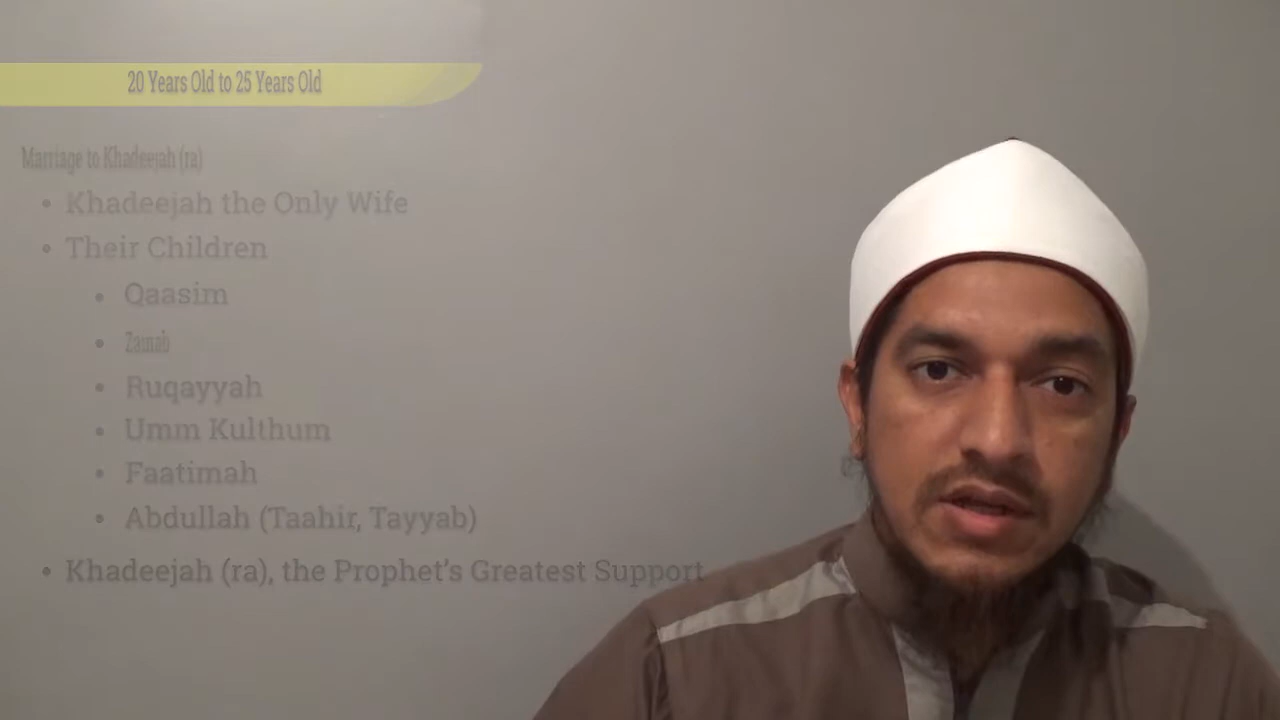 20 Years Old to 25 Years Old
Marriage to Khadeejah (ra)
• Khadeejah the Only Wife
• Their Children
• Qaasim
• Zainab
• Ruqayyah
• Umm Kulthum
• Faatimah
• Abdullah (Taahir, Tayyab)
• Khadeejah (ra), the Prophet's Greatest Support